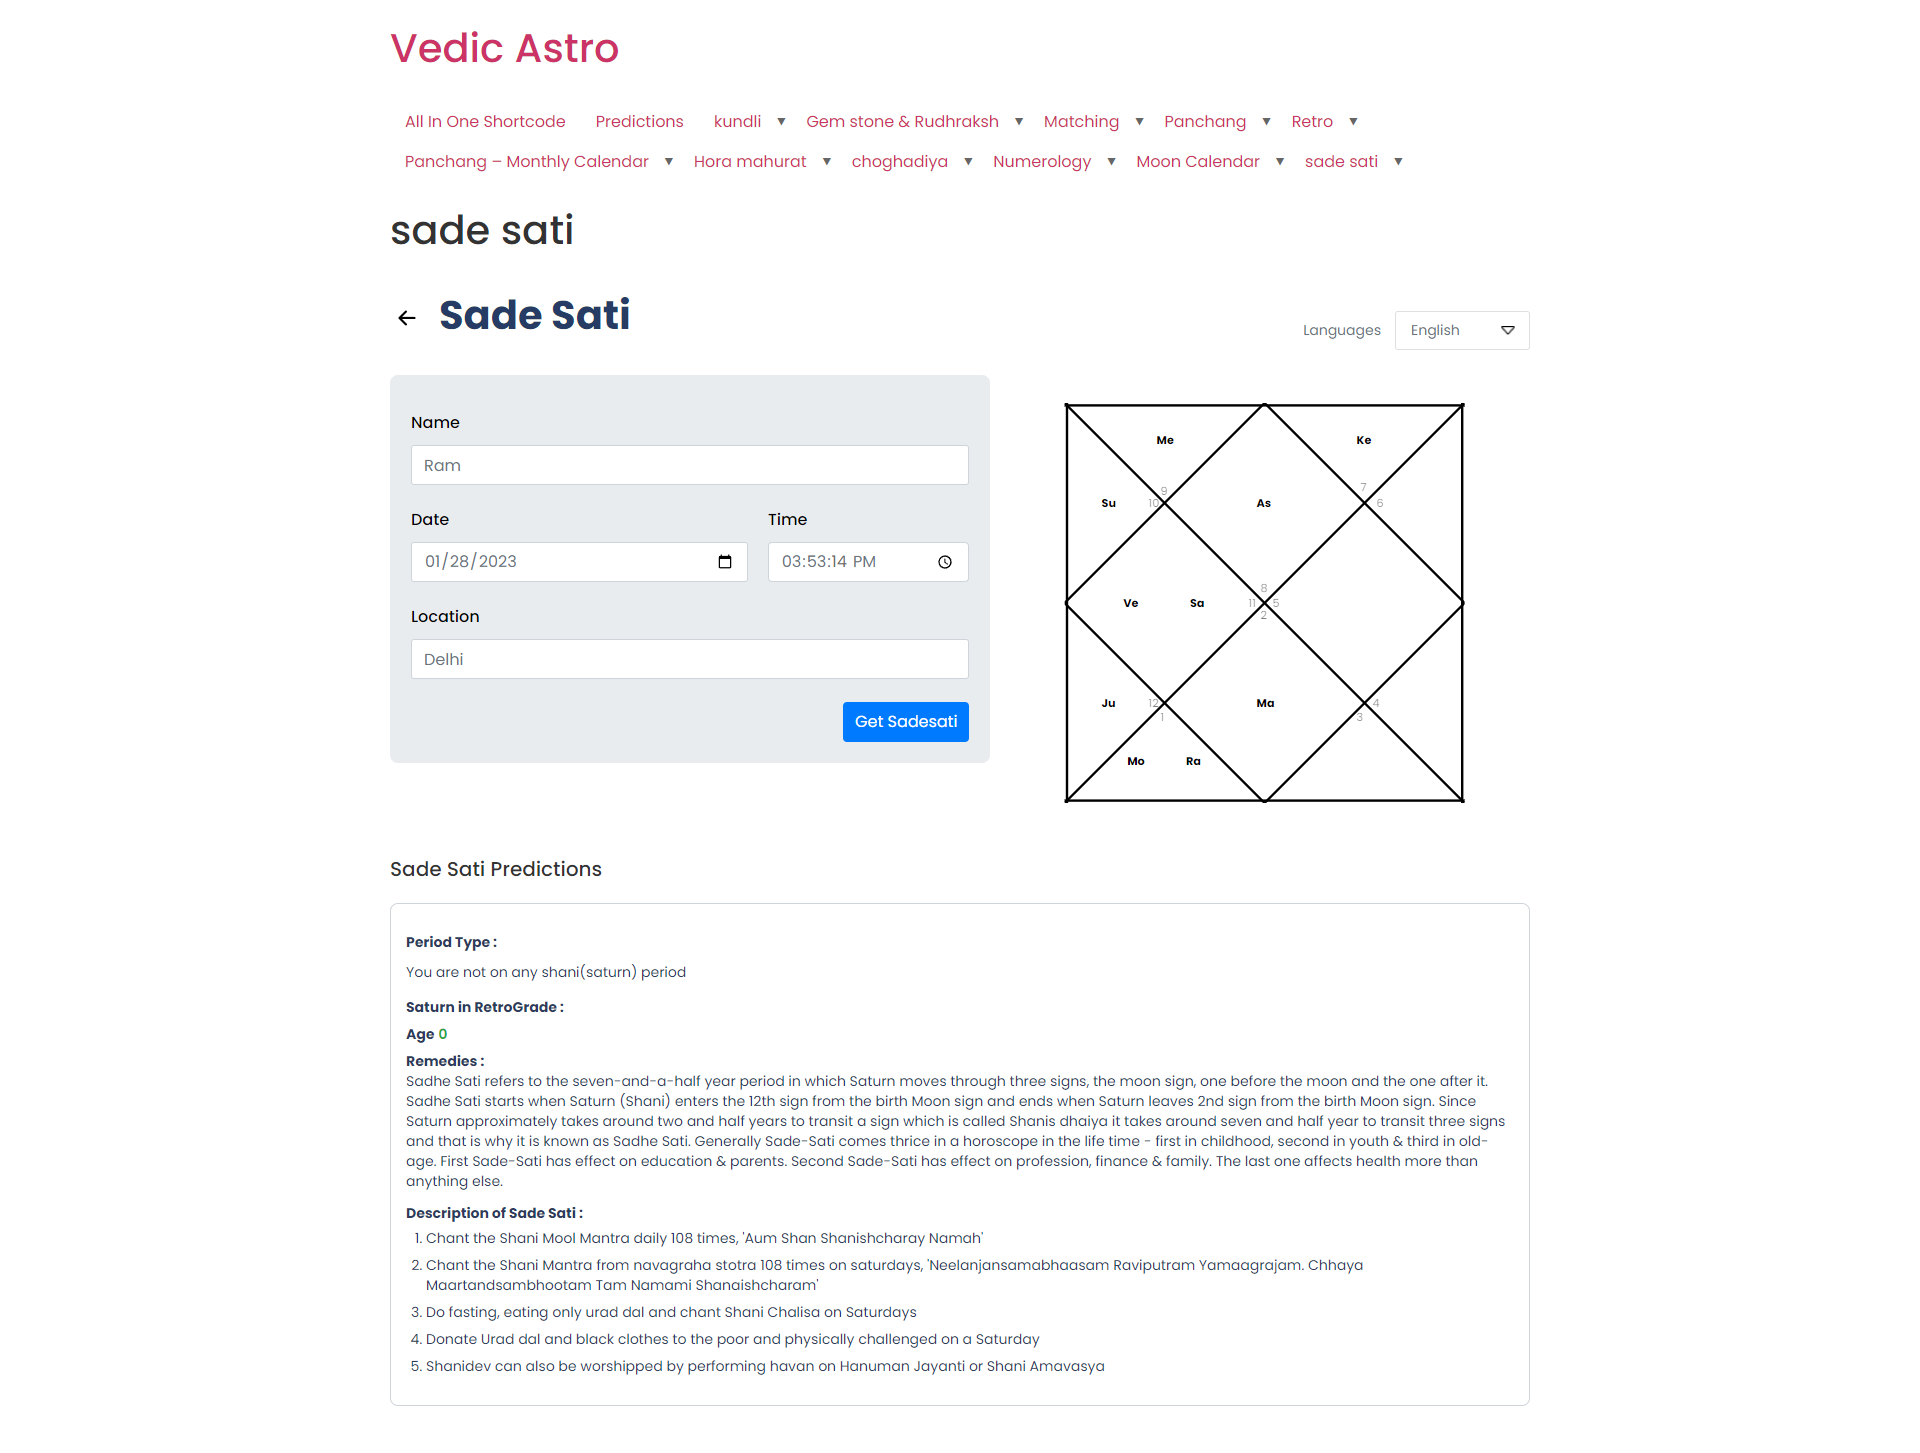 Vedic Astro
All In One Shortcode Predictions kundli Gem stone & Rudhraksh Matching Panchang Retro
Panchang – Monthly Calendar Hora mahurat choghadiya Numerology Moon Calendar sade sati
sade sati
Sade Sati
Languages English
Name
Ram
Date Time
01/28/2023 03:53:14 PM
Location
Delhi
Get Sadesati
Me Ke
9 7
Su 10 As 6
8
Ve Sa 11 5
2
Ju 12 Ma 4
1 3
Mo Ra
Sade Sati Predictions
Period Type :
You are not on any shani(saturn) period
Saturn in RetroGrade :
Age 0
Remedies :
Sadhe Sati refers to the seven-and-a-half year period in which Saturn moves through three signs, the moon sign, one before the moon and the one after it.
Sadhe Sati starts when Saturn (Shani) enters the 12th sign from the birth Moon sign and ends when Saturn leaves 2nd sign from the birth Moon sign. Since
Saturn approximately takes around two and half years to transit a sign which is called Shanis dhaiya it takes around seven and half year to transit three signs
and that is why it is known as Sadhe Sati. Generally Sade-Sati comes thrice in a horoscope in the life time - first in childhood, second in youth & third in old-
age. First Sade-Sati has effect on education & parents. Second Sade-Sati has effect on profession, finance & family. The last one affects health more than
anything else.
Description of Sade Sati :
1. Chant the Shani Mool Mantra daily 108 times, 'Aum Shan Shanishcharay Namah'
2. Chant the Shani Mantra from navagraha stotra 108 times on saturdays, 'Neelanjansamabhaasam Raviputram Yamaagrajam. Chhaya
Maartandsambhootam Tam Namami Shanaishcharam'
3. Do fasting, eating only urad dal and chant Shani Chalisa on Saturdays
4. Donate Urad dal and black clothes to the poor and physically challenged on a Saturday
5. Shanidev can also be worshipped by performing havan on Hanuman Jayanti or Shani Amavasya